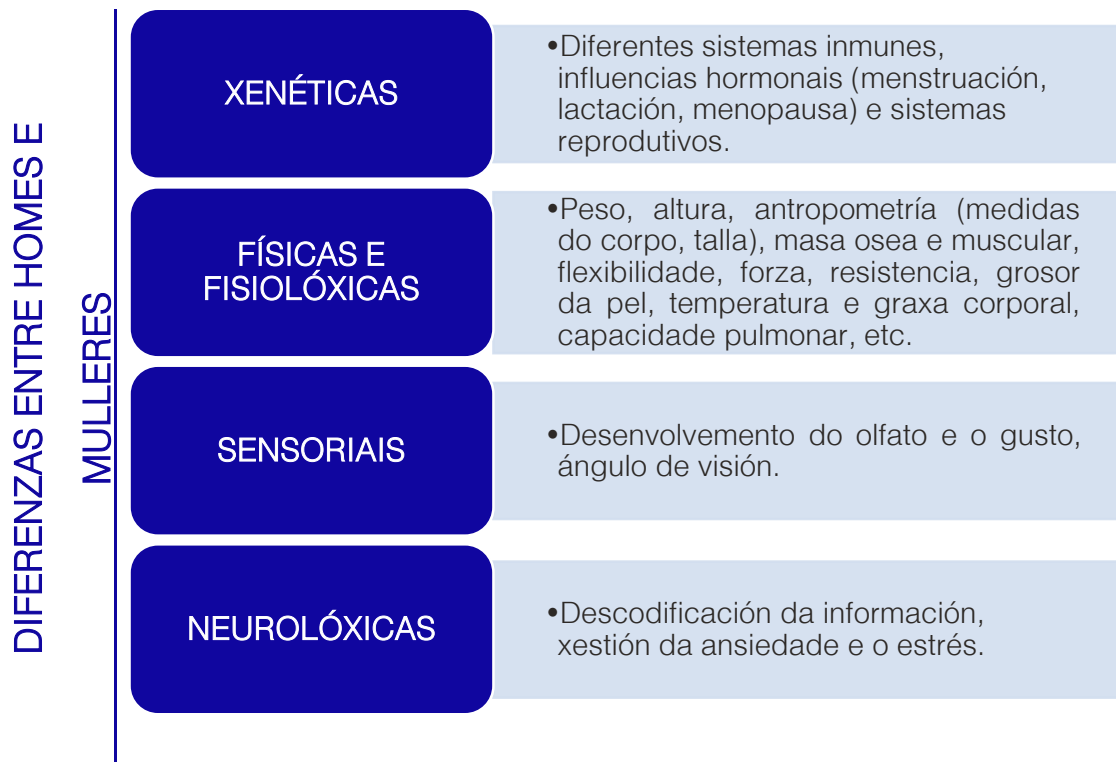 DIFERENZAS ENTRE HOMES E
MULLERES
XENÉTICAS
•Diferentes sistemas inmunes,
influencias hormonais (menstruación,
lactación, menopausa) e sistemas
reprodutivos.
FÍSICAS E
FISIOLÓXICAS
•Peso, altura, antropometría (medidas
do corpo, talla), masa osea e muscular,
flexibilidade, forza, resistencia, grosor
da pel, temperatura e graxa corporal,
capacidade pulmonar, etc.
SENSORIAIS
•Desenvolvemento do olfato e o gusto,
ángulo de visión.
NEUROLÓXICAS
•Descodificación da información,
xestión da ansiedade e o estrés.